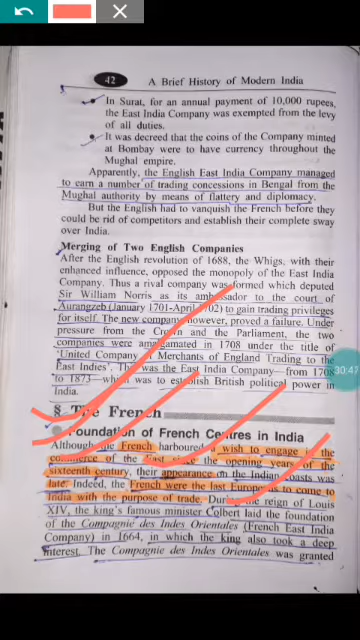 42 A Brief History of Modern India
In Surat, for an annual payment of 10,000 rupees,
the East India Company was exempted from the levy
of all duties.
It was decreed that the coins of the Company minted
at Bombay were to have currency throughout the
Mughal empire.
Apparently, the English East India Company managed
to earn a number of trading concessions in Bengal from the
Mughal authority by means of flattery and diplomacy.
But the English had to vanquish the French before they
could be rid of competitors and establish their complete sway
over India.
Merging of Two English Companies
After the English revolution of 1688, the Whigs, with their
enhanced influence, opposed the monopoly of the East India
Company. Thus a rival company was formed which deputed
Sir William Norris as its ambassador to the court of
Aurangzeb (January 1701-April 1702) to gain trading privileges
for itself. The new company however, proved a failure. Under
pressure from the Crown and the Parliament, the two
companies were amalgamated in 1708 under the title of
'United Company of Merchants of England Trading to the
East Indies'. This was the East India Company—from 1708
to 1873—which was to establish British political power in
India.
30:47
§ The French
Foundation of French Centres in India
Although the French harboured a wish to engage in the
commerce of the East since the opening years of the
sixteenth century, their appearance on the Indian coasts was
late. Indeed, the French were the last Europeans to come to
India with the purpose of trade. During the reign of Louis
XIV, the king's famous minister Colbert laid the foundation
of the Compagnie des Indes Orientales (French East India
Company) in 1664, in which the king also took a deep
interest. The Compagnie des Indes Orientales was granted